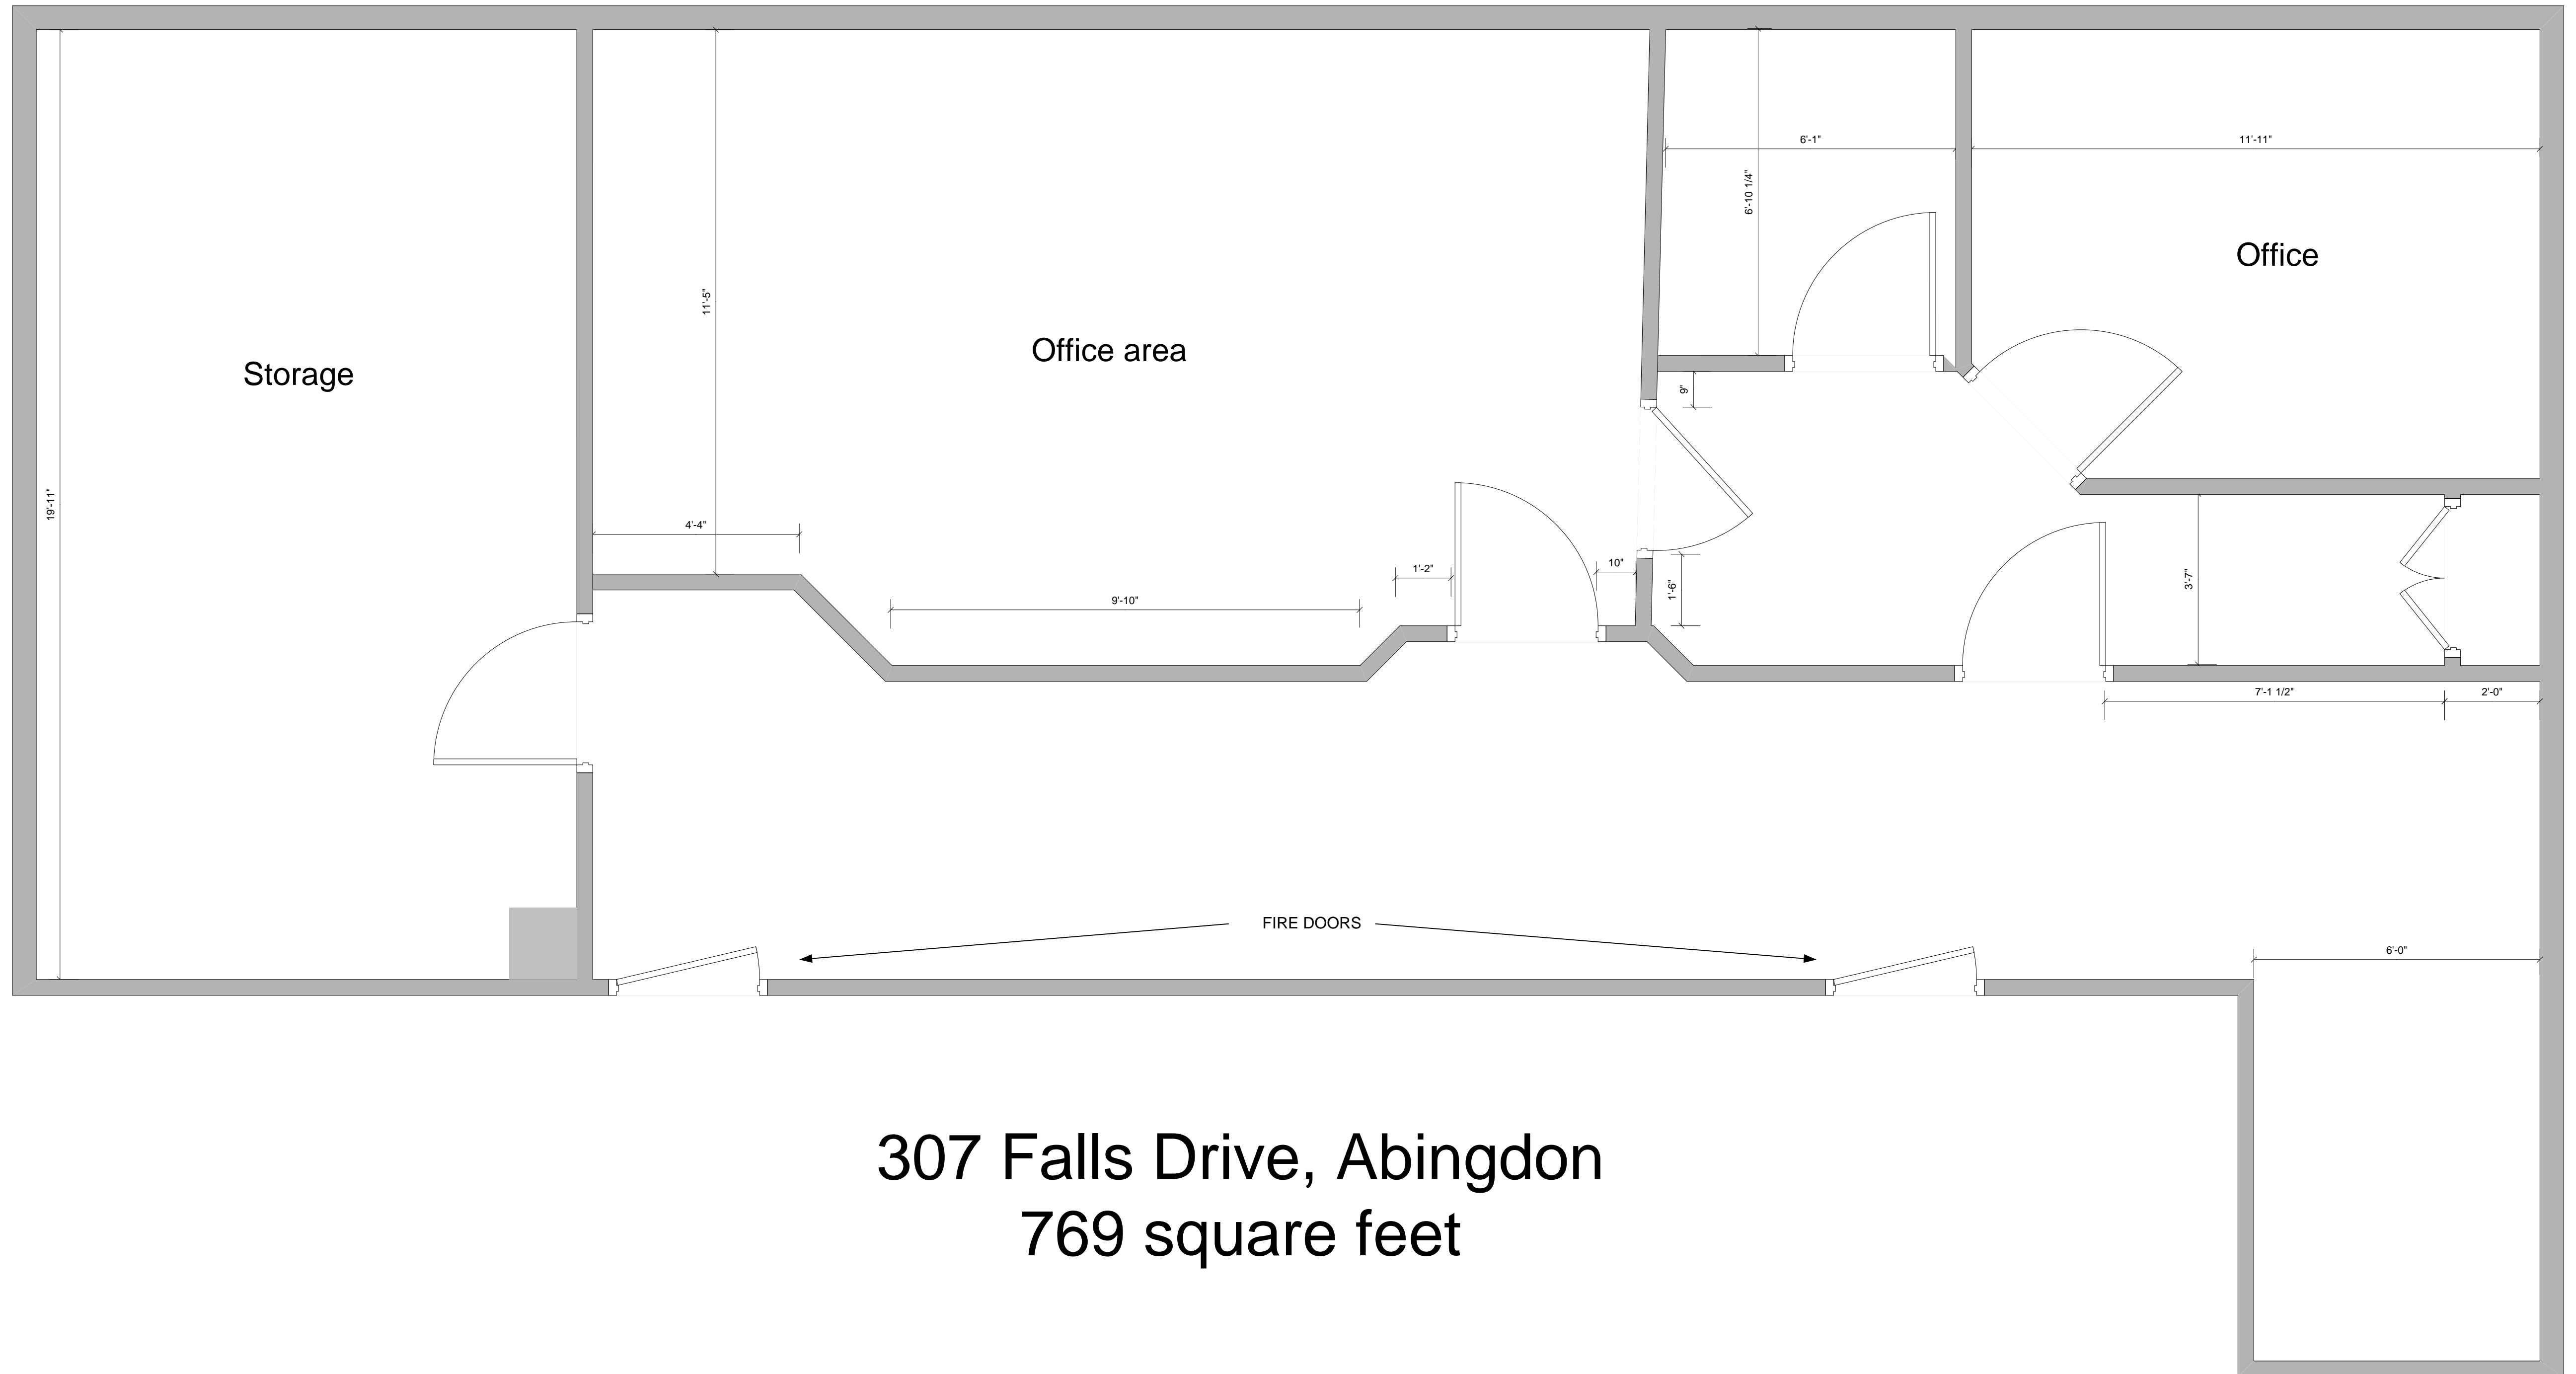 6'-1"
11'-11"
6'-10 1/4"
Office
11'-5"
Office area
Storage
9"
19'-11"
4'-4"
1'-2"
10"
9'-10"
1'-6"
3'-7"
7'-1 1/2"
2'-0"
FIRE DOORS
6'-0"
307 Falls Drive, Abingdon
769 square feet